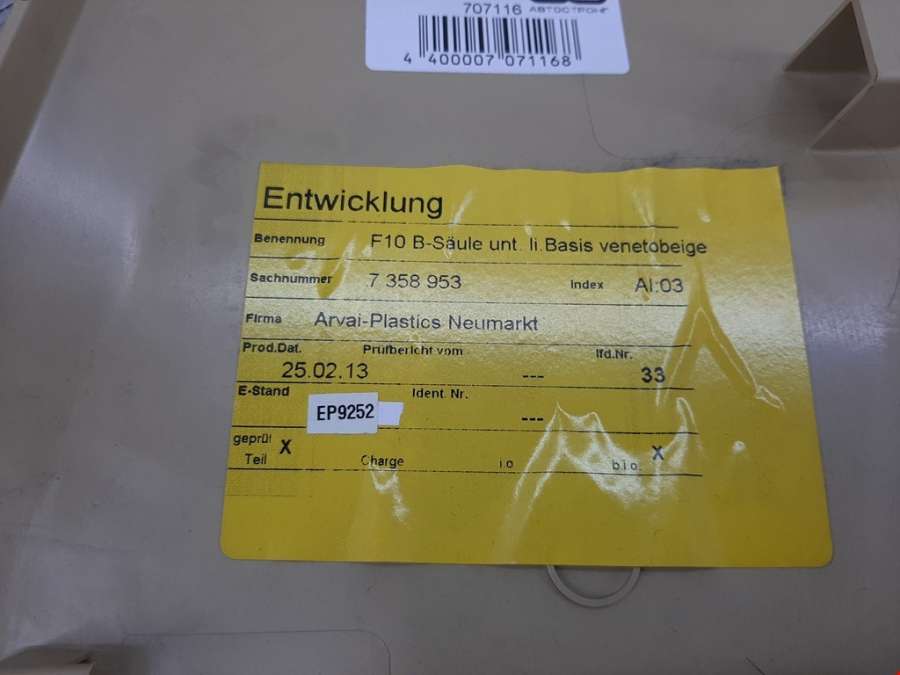 707116 АВТОСТРОНГ
4 400007 071168
Entwicklung
Benennung F10 B-Säule unt. li.Basis venetobeige
Sachnummer 7 358 953 Index AI:03
Firma Arvai-Plastics Neumarkt
Prod.Dat. Prüfbericht vom lfd.Nr.
25.02.13 --- 33
E-Stand Ident. Nr.
EP9252 ---
geprüf X X
Teil Charge i o b i o.